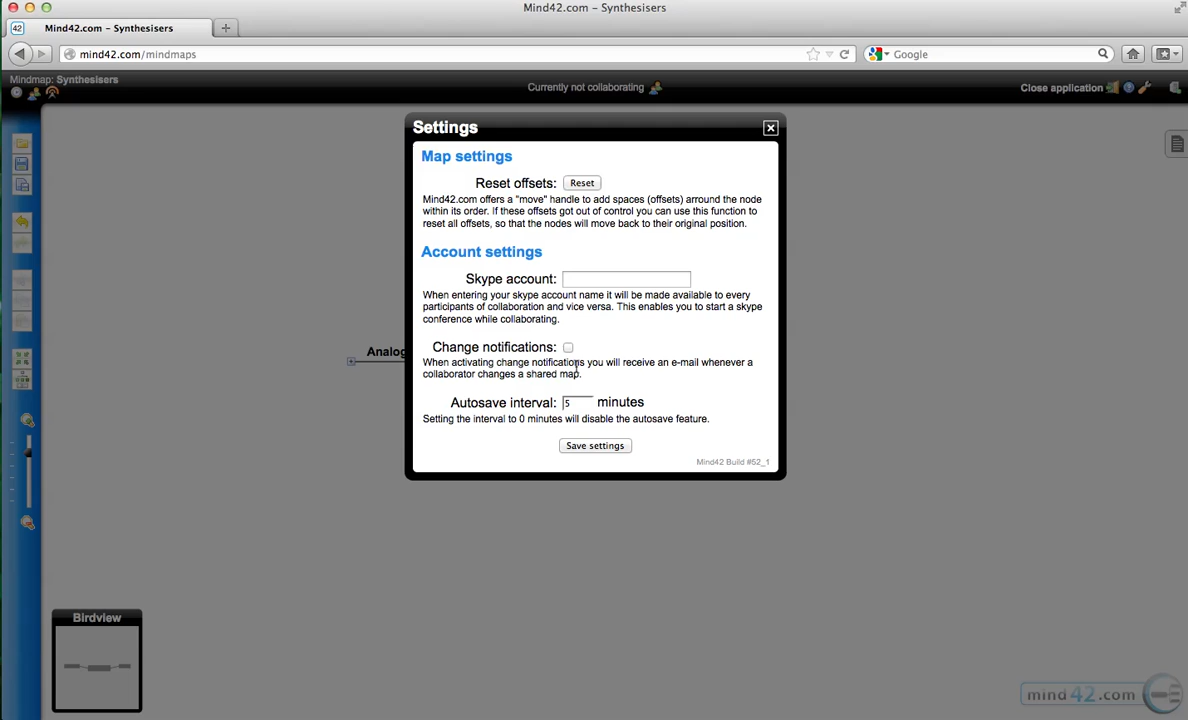 Mind42.com – Synthesisers
42 Mind42.com – Synthesisers
mind42.com/mindmaps
Google
Mindmap: Synthesisers
Currently not collaborating
Close application
Settings
Map settings
Reset offsets: Reset
Mind42.com offers a "move" handle to add spaces (offsets) arround the node
within its order. If these offsets got out of control you can use this function to
reset all offsets, so that the nodes will move back to their original position.
Account settings
Skype account:
When entering your skype account name it will be made available to every
participants of collaboration and vice versa. This enables you to start a skype
conference while collaborating.
Change notifications:
When activating change notifications you will receive an e-mail whenever a
collaborator changes a shared map.
Autosave interval: 5 minutes
Setting the interval to 0 minutes will disable the autosave feature.
Save settings
Mind42 Build #52_1
Analog
Birdview
mind42.com